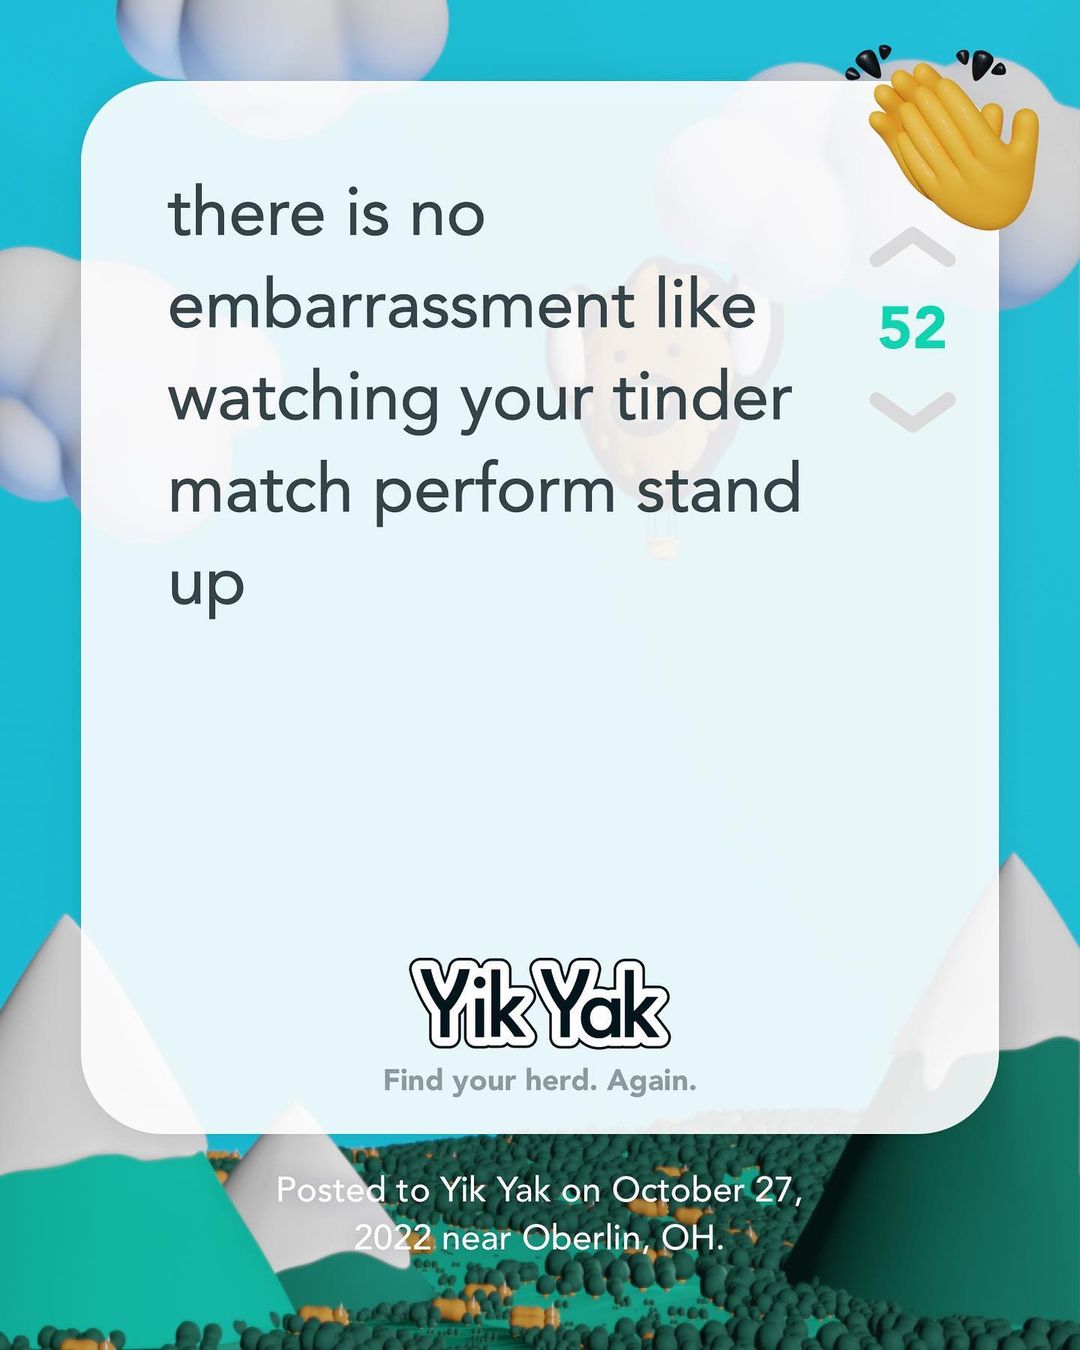 there is no
embarrassment like
watching your tinder
match perform stand
up
52
Yik Yak
Find your herd. Again.
Posted to Yik Yak on October 27,
2022 near Oberlin, OH.